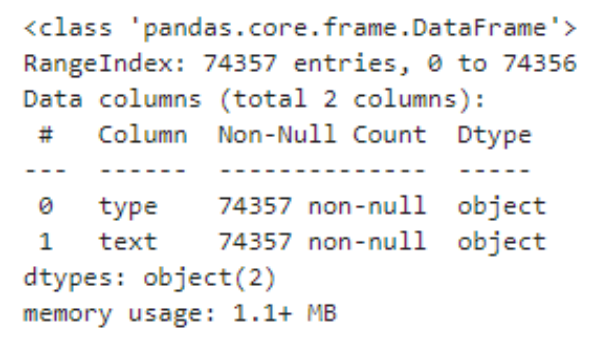 <class 'pandas.core.frame.DataFrame'>
RangeIndex: 74357 entries, 0 to 74356
Data columns (total 2 columns):
 #   Column  Non-Null Count  Dtype
---  ------  --------------  -----
 0   type    74357 non-null  object
 1   text    74357 non-null  object
dtypes: object(2)
memory usage: 1.1+ MB